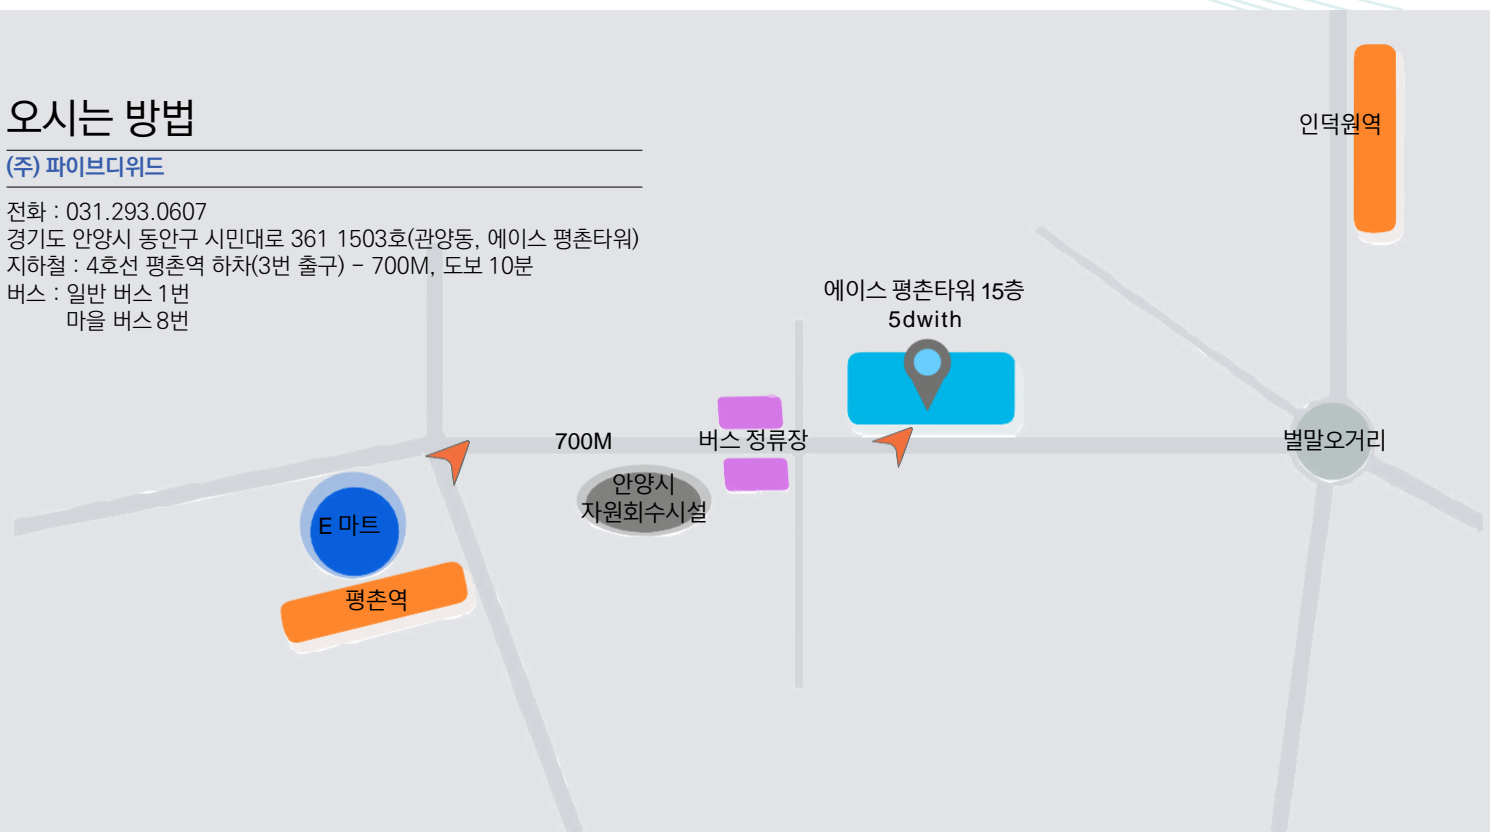 오시는 방법
(주) 파이브디위드
전화 : 031.293.0607
경기도 안양시 동안구 시민대로 361 1503호(관양동, 에이스 평촌타워)
지하철 : 4호선 평촌역 하차(3번 출구) - 700M, 도보 10분
버스 : 일반 버스 1번
마을 버스 8번
인덕원역
에이스 평촌타워 15층
5dwith
700M
버스 정류장
벌말오거리
안양시
자원회수시설
E 마트
평촌역